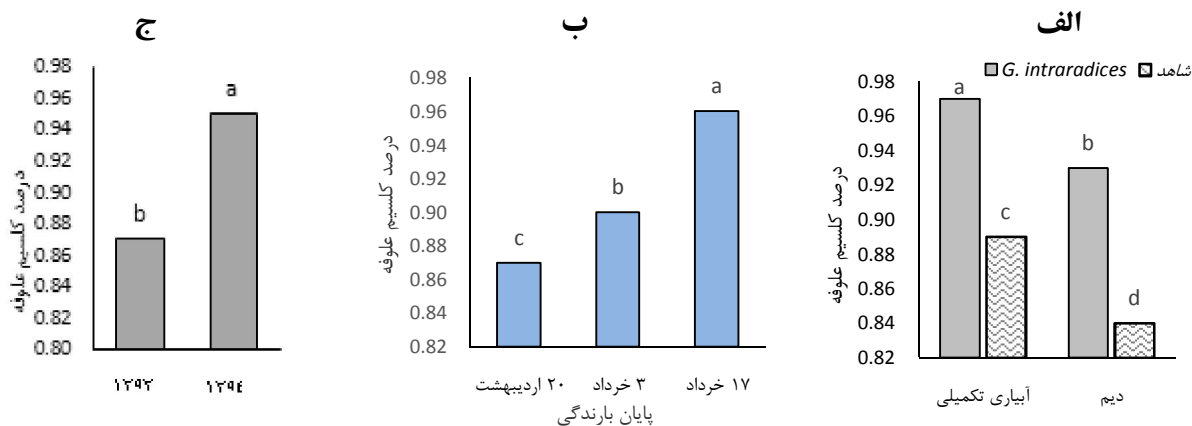 الف
G. intraradices شاهد
درصد کلسیم علوفه
0.98
0.96
0.94
0.92
0.90
0.88
0.86
0.84
0.82
a
c
b
d
آبیاری تکمیلی
دیم
ب
درصد کلسیم علوفه
0.98
0.96
0.94
0.92
0.90
0.88
0.86
0.84
0.82
c
b
a
۲۰ اردیبهشت
۳ خرداد
۱۷ خرداد
پایان بارندگی
ج
درصد کلسیم علوفه
0.98
0.96
0.94
0.92
0.90
0.88
0.86
0.84
0.82
0.80
b
a
١٣٩٣
١٣٩٤